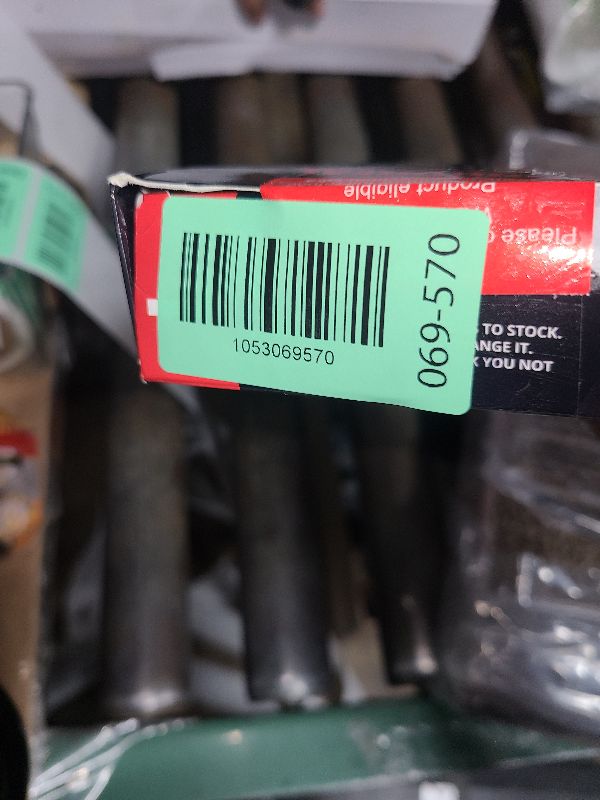 1053069570
069-570
Product eligible
Please
TO STOCK.
ANGE IT.
YOU NOT